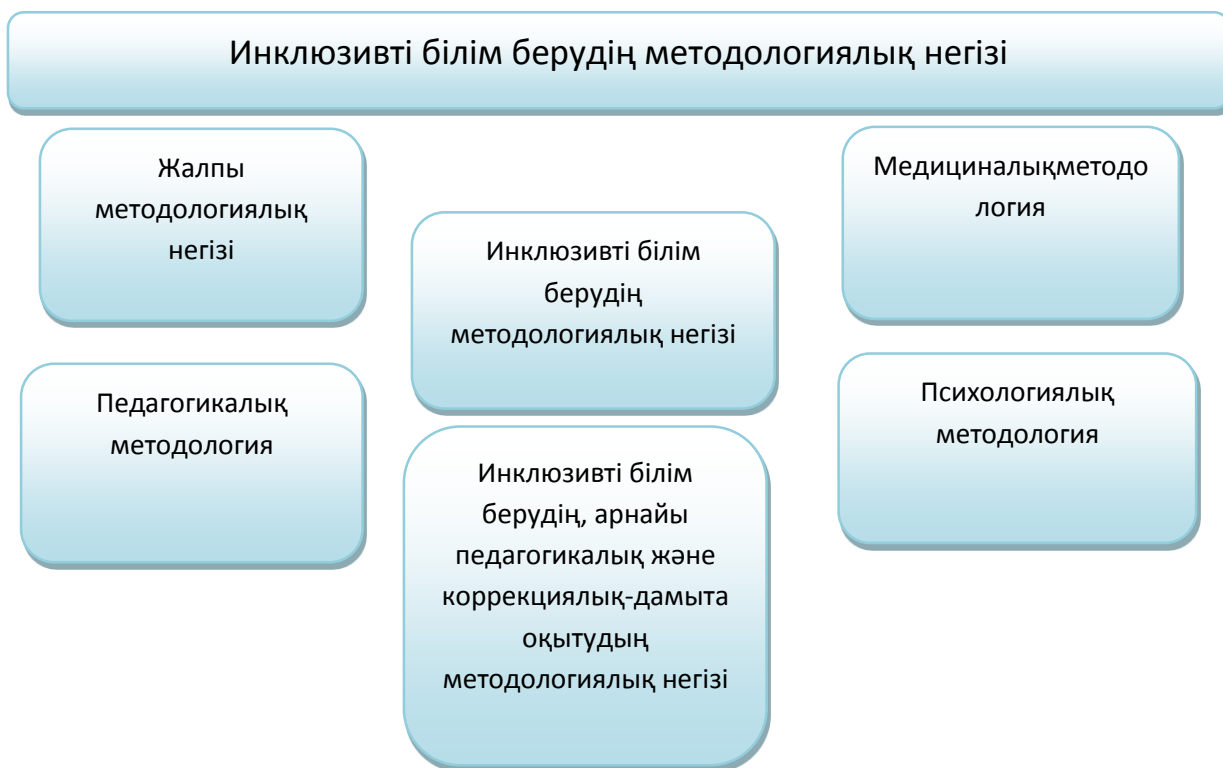 Инклюзивті білім берудің методологиялық негізі
Жалпы
методологиялық
негізі
Медициналықметодо
логия
Инклюзивті білім
берудің
методологиялық негізі
Педагогикалық
методология
Психологиялық
методология
Инклюзивті білім
берудің, арнайы
педагогикалық және
коррекциялық-дамыта
оқытудың
методологиялық негізі